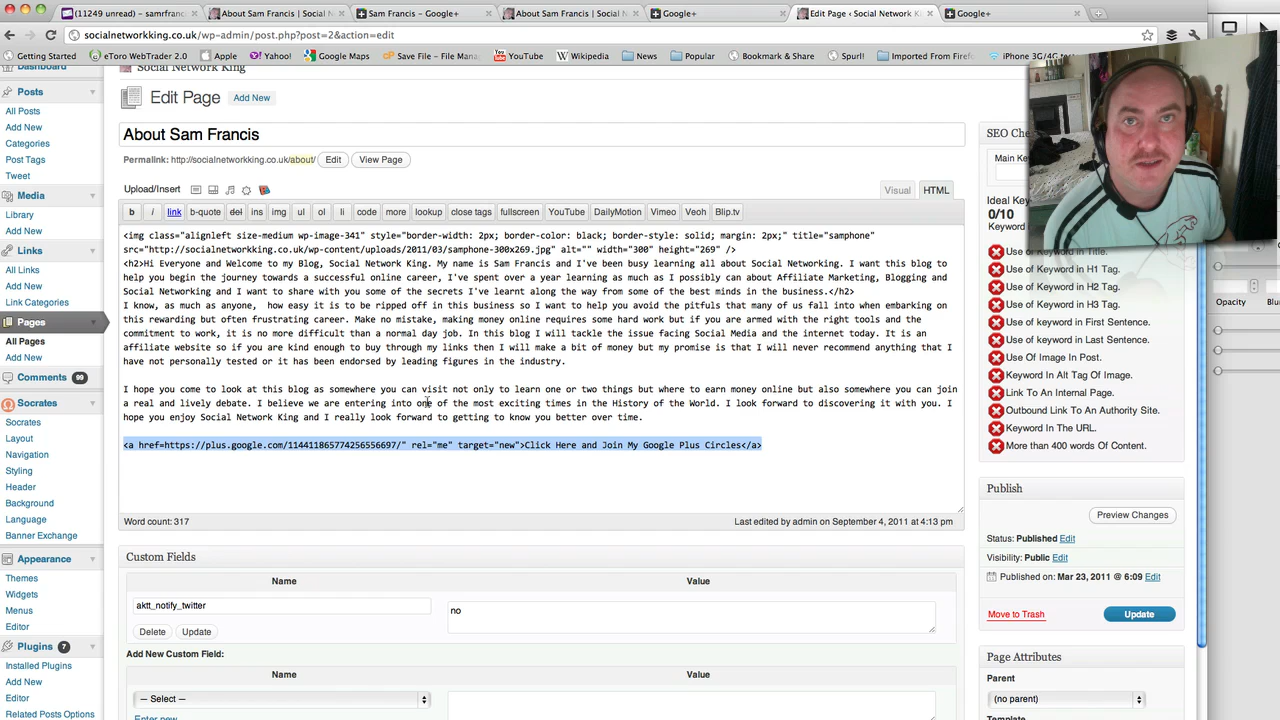 (11249 unread) - samrfranci
About Sam Francis | Social N
Sam Francis - Google+
About Sam Francis | Social N
Google+
Edit Page ‹ Social Network K
Google+
socialnetworkking.co.uk/wp-admin/post.php?post=2&action=edit
Getting Started
eToro WebTrader 2.0
Apple
Yahoo!
Google Maps
Save File - 4Team...
YouTube
Wikipedia
News
Popular
Bookmark & Share
Spurl!
Imported From Firefox
iPhone 3G/4G
Dashboard
Posts
All Posts
Add New
Categories
Post Tags
Tweet
Media
Library
Add New
Links
All Links
Add New
Link Categories
Pages
All Pages
Add New
Comments 99
Socrates
Socrates
Layout
Navigation
Styling
Header
Background
Footer
Banner Exchange
Appearance
Themes
Widgets
Menus
Editor
Plugins 7
Installed Plugins
Add New
Editor
Related Posts Options
Social Network King
Edit Page
Add New
About Sam Francis
Permalink: http://socialnetworkking.co.uk/about/ Edit View Page
Upload/Insert
Visual
HTML
b i link b-quote del ins img ul ol li code more lookup close tags fullscreen YouTube DailyMotion Vimeo Veoh Blip.tv
<img class="alignleft size-medium wp-image-341" style="border-width: 2px; border-color: black; border-style: solid; margin: 2px;" title="samphone"
src="http://socialnetworkking.co.uk/wp-content/uploads/2011/03/samphone-300x269.jpg" alt="" width="300" height="269" />
<h2>Hi Everyone and Welcome to my Blog, Social Network King. My name is Sam Francis and I've been busy learning all about Social Networking. I want this blog to
help you begin the journey towards a successful online career, I've spent over a year learning as much as I possibly can about Affiliate Marketing, Blogging and
Social Networking and I want to share with you some of the secrets I've learnt along the way from some of the best minds in the business.</h2>
I know, as much as anyone, how easy it is to be ripped off in this business so I want to help you avoid the pitfuls that many of us fall into when embarking on
this rewarding but often frustrating career. Make no mistake, making money online requires some hard work but if you are armed with the right tools and the
commitment to work, it is no more difficult than a normal day job. In this blog I will tackle the issue facing Social Media and the internet today. It is an
affiliate website so if you are kind enough to buy through my links then I will make a bit of money but my promise is that I will never recommend anything that I
have not personally tested or it has been endorsed by leading figures in the industry.
I hope you come to look at this blog as somewhere you can visit not only to learn one or two things but where to earn money online but also somewhere you can join
a real and lively debate. I believe we are entering into one of the most exciting times in the History of the World. I look forward to discovering it with you. I
hope you enjoy Social Network King and I really look forward to getting to know you better over time.
<a href=https://plus.google.com/114411865774256556697/" rel="me" target="new">Click Here and Join My Google Plus Circles</a>
Word count: 317
Last edited by admin on September 4, 2011 at 4:13 pm
Custom Fields
Name
Value
aktt_notify_twitter
no
Delete
Update
Add New Custom Field:
Name
Value
— Select —
Enter new
SEO Che
Main Ke
Ideal Key
0/10
Use of Keyword in Title.
Use of Keyword in H1 Tag.
Use of Keyword in H2 Tag.
Use of Keyword in H3 Tag.
Use of keyword in First Sentence.
Use of keyword in Last Sentence.
Use Of Image In Post.
Keyword In Alt Tag Of Image.
Link To An Internal Page.
Outbound Link To An Authority Site.
Keyword In The URL.
More than 400 words Of Content.
Publish
Preview Changes
Status: Published Edit
Visibility: Public Edit
Published on: Mar 23, 2011 @ 6:09 Edit
Move to Trash
Update
Page Attributes
Parent
(no parent)
Template
Opacity
Blu